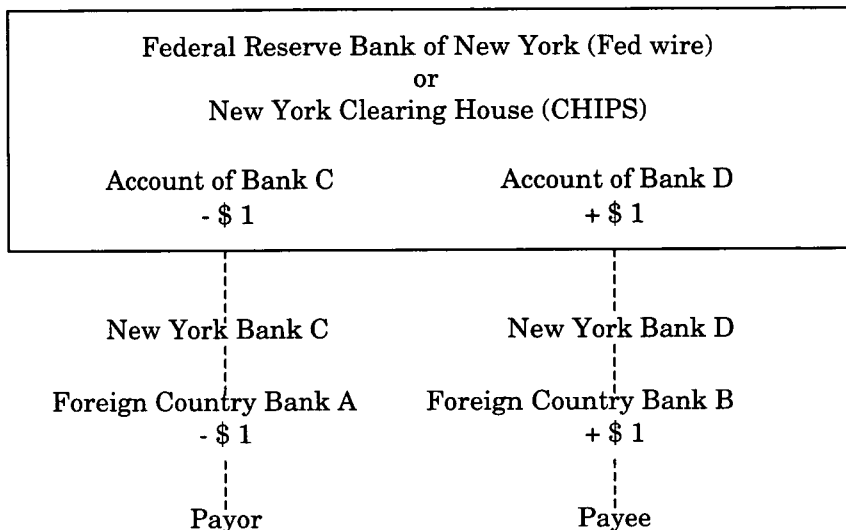 Federal Reserve Bank of New York (Fed wire)
or
New York Clearing House (CHIPS)
Account of Bank C Account of Bank D
- $ 1 + $ 1
New York Bank C New York Bank D
Foreign Country Bank A Foreign Country Bank B
- $ 1 + $ 1
Payor Payee